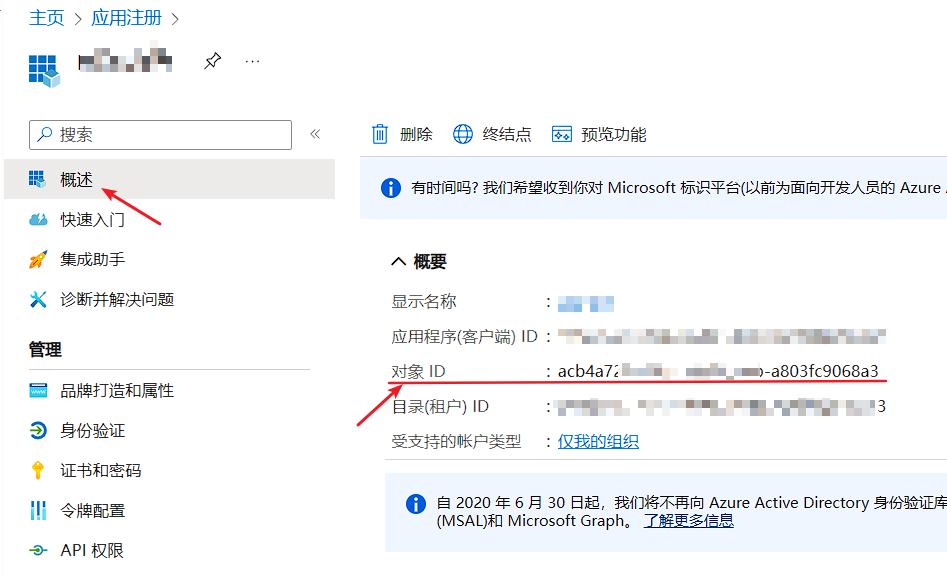 主页 > 应用注册 >
...
搜索
«
概述
快速入门
集成助手
诊断并解决问题
管理
品牌打造和属性
身份验证
证书和密码
令牌配置
API 权限
删除 终结点 预览功能
有时间吗? 我们希望收到你对 Microsoft 标识平台(以前为面向开发人员的 Azure
概要
显示名称 :
应用程序(客户端) ID :
对象 ID : acb4a72 -a803fc9068a3
目录(租户) ID : 3
受支持的帐户类型 : 仅我的组织
自 2020 年 6 月 30 日起，我们将不再向 Azure Active Directory 身份验证库
(MSAL)和 Microsoft Graph。 了解更多信息